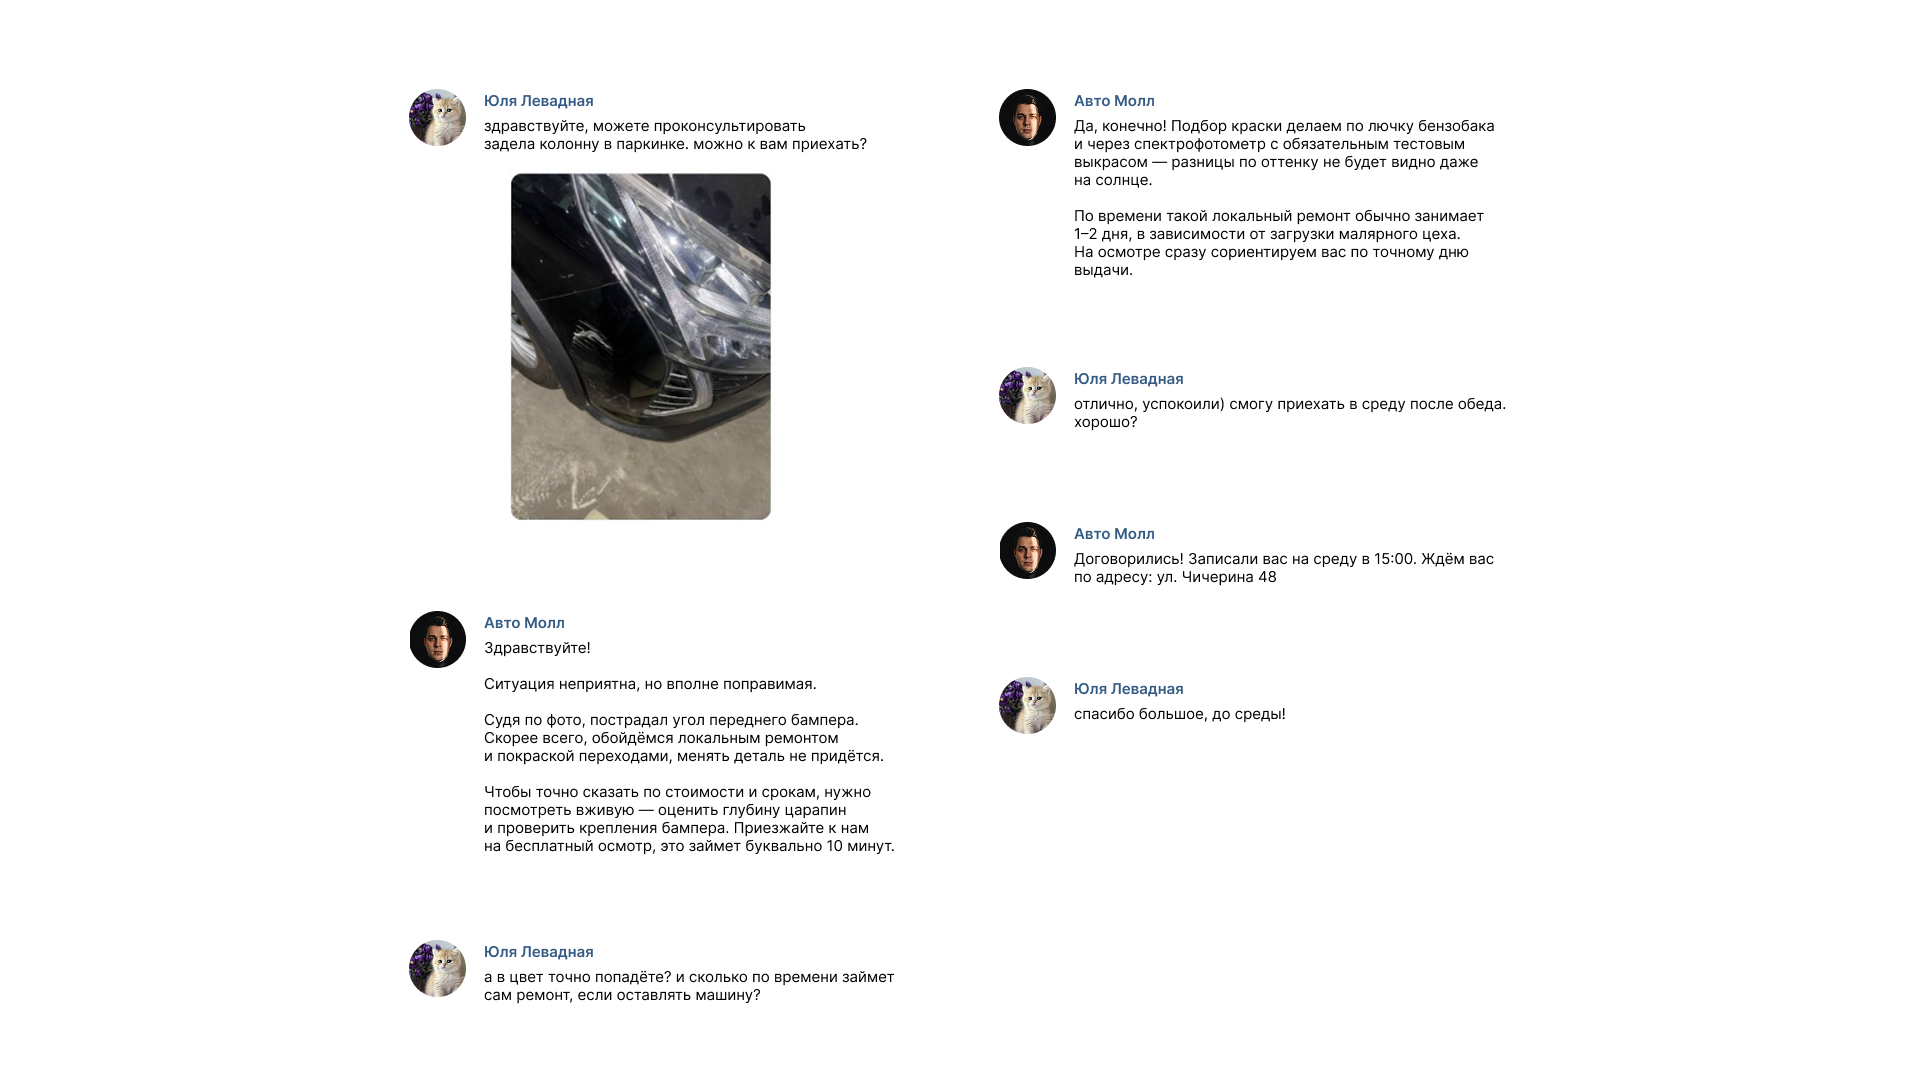 Юля Левадная
здравствуйте, можете проконсультировать
задела колонну в паркинке. можно к вам приехать?
Авто Молл
Здравствуйте!
Ситуация неприятна, но вполне поправимая.
Судя по фото, пострадал угол переднего бампера.
Скорее всего, обойдёмся локальным ремонтом
и покраской переходами, менять деталь не придётся.
Чтобы точно сказать по стоимости и срокам, нужно
посмотреть вживую — оценить глубину царапин
и проверить крепления бампера. Приезжайте к нам
на бесплатный осмотр, это займет буквально 10 минут.
Юля Левадная
а в цвет точно попадёте? и сколько по времени займет
сам ремонт, если оставлять машину?
Авто Молл
Да, конечно! Подбор краски делаем по лючку бензобака
и через спектрофотометр с обязательным тестовым
выкрасом — разницы по оттенку не будет видно даже
на солнце.
По времени такой локальный ремонт обычно занимает
1–2 дня, в зависимости от загрузки малярного цеха.
На осмотре сразу сориентируем вас по точному дню
выдачи.
Юля Левадная
отлично, успокоили) смогу приехать в среду после обеда.
хорошо?
Авто Молл
Договорились! Записали вас на среду в 15:00. Ждём вас
по адресу: ул. Чичерина 48
Юля Левадная
спасибо большое, до среды!